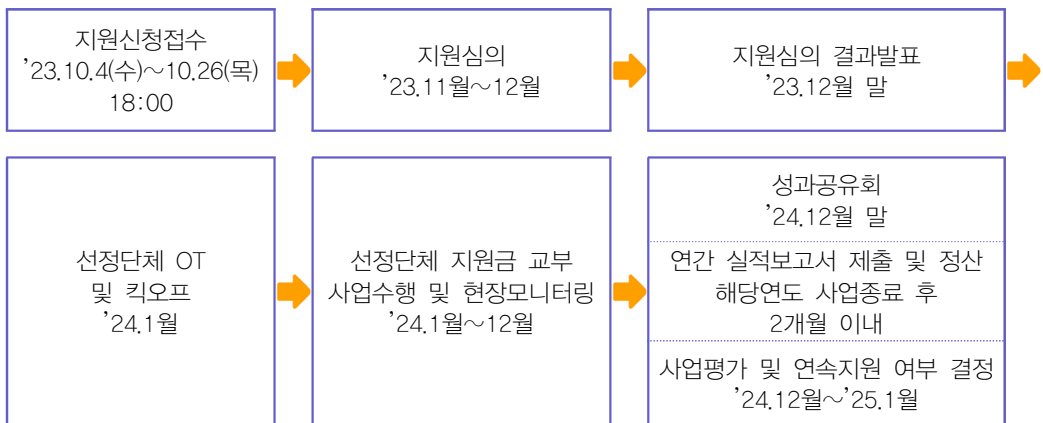 지원신청접수
'23.10.4(수)~10.26(목)
18:00
지원심의
'23.11월~12월
지원심의 결과발표
'23.12월 말
선정단체 OT
및 킥오프
'24.1월
선정단체 지원금 교부
사업수행 및 현장모니터링
'24.1월~12월
성과공유회
'24.12월 말
연간 실적보고서 제출 및 정산
해당연도 사업종료 후
2개월 이내
사업평가 및 연속지원 여부 결정
'24.12월~'25.1월